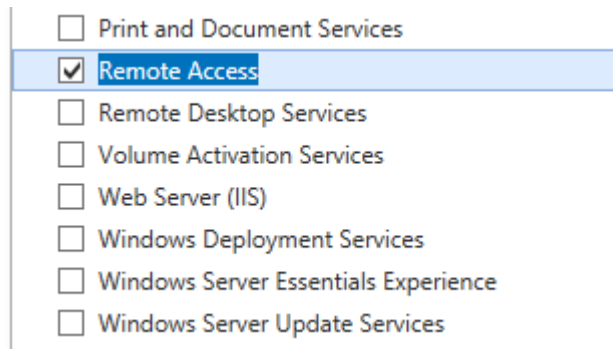 Print and Document Services
Remote Access
Remote Desktop Services
Volume Activation Services
Web Server (IIS)
Windows Deployment Services
Windows Server Essentials Experience
Windows Server Update Services